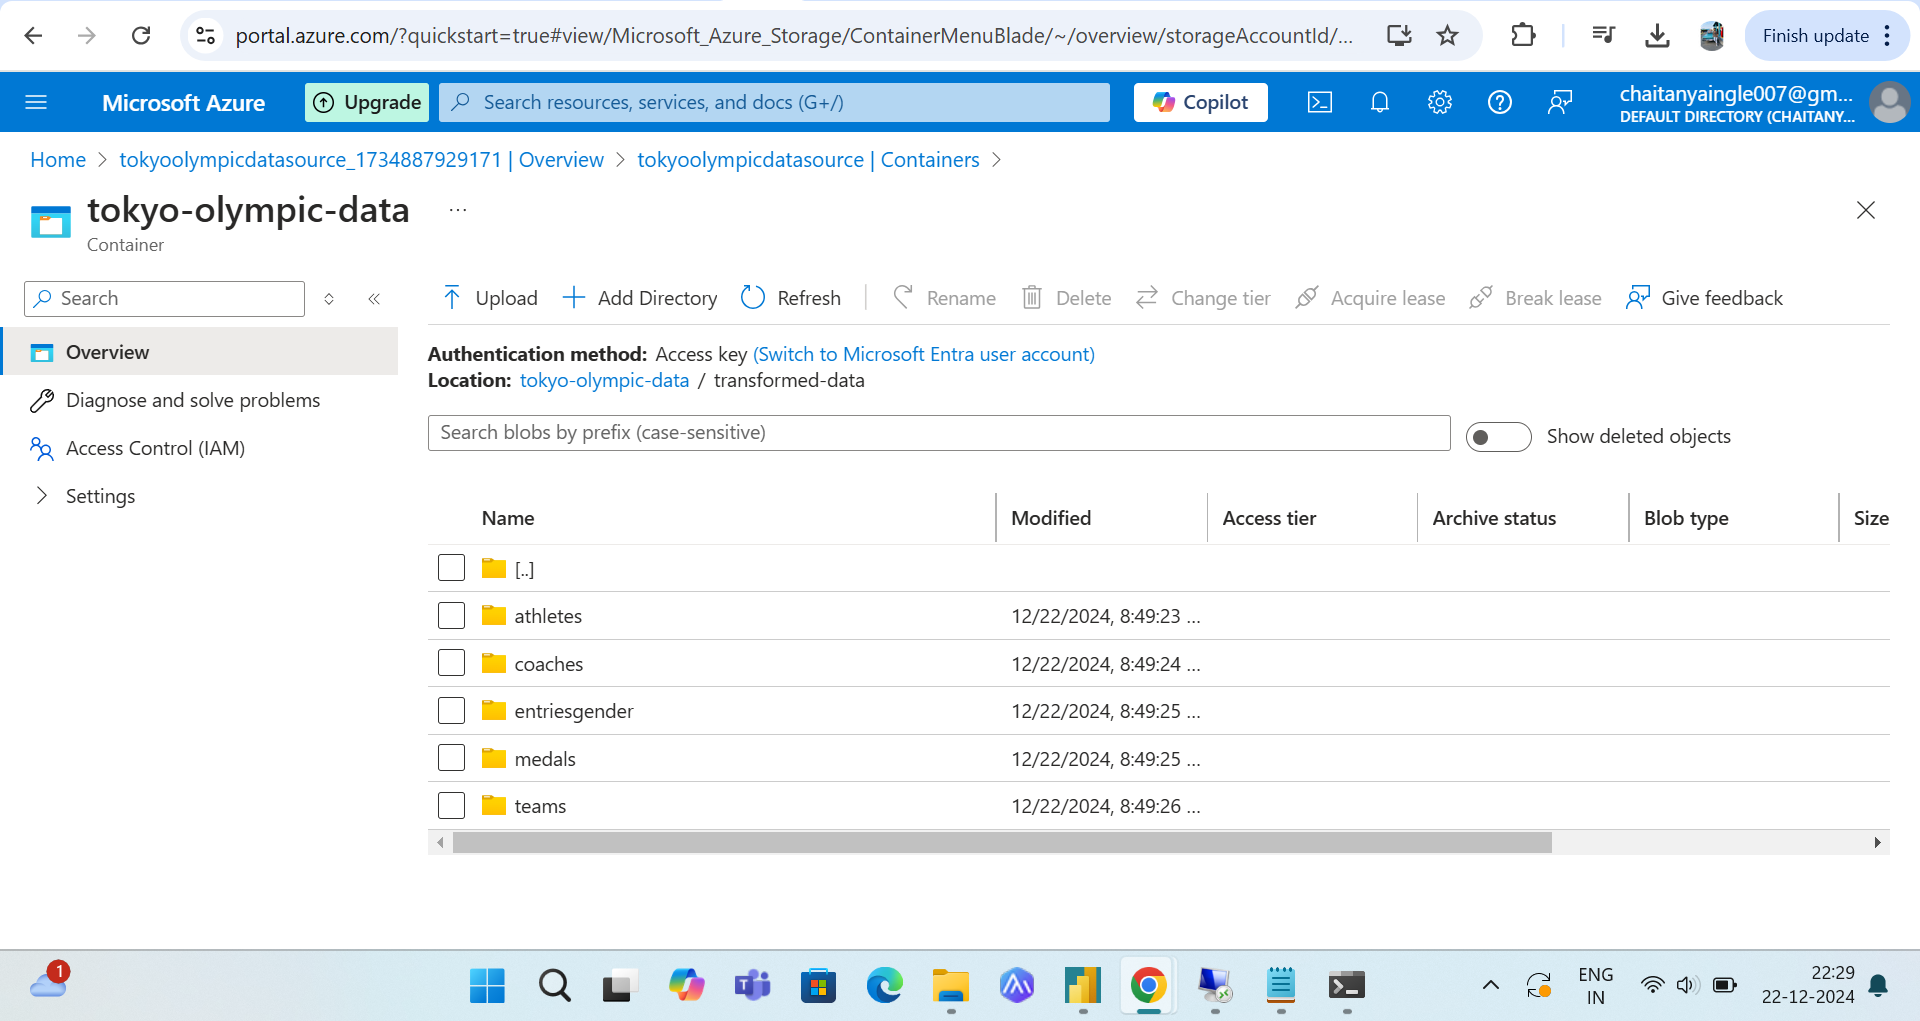 portal.azure.com/?quickstart=true#view/Microsoft_Azure_Storage/ContainerMenuBlade/~/overview/storageAccountId/...
Finish update
Microsoft Azure
Upgrade
Search resources, services, and docs (G+/)
Copilot
chaitanyaingle007@gm...
DEFAULT DIRECTORY (CHAITANY...
Home > tokyoolympicdatasource_1734887929171 | Overview > tokyoolympicdatasource | Containers >
tokyo-olympic-data ...
Container
Search
Upload Add Directory Refresh Rename Delete Change tier Acquire lease Break lease Give feedback
Overview
Diagnose and solve problems
Access Control (IAM)
Settings
Authentication method: Access key (Switch to Microsoft Entra user account)
Location: tokyo-olympic-data / transformed-data
Search blobs by prefix (case-sensitive)
Show deleted objects
Name Modified Access tier Archive status Blob type Size
[..]
athletes 12/22/2024, 8:49:23 ...
coaches 12/22/2024, 8:49:24 ...
entriesgender 12/22/2024, 8:49:25 ...
medals 12/22/2024, 8:49:25 ...
teams 12/22/2024, 8:49:26 ...
1
ENG
IN
22:29
22-12-2024